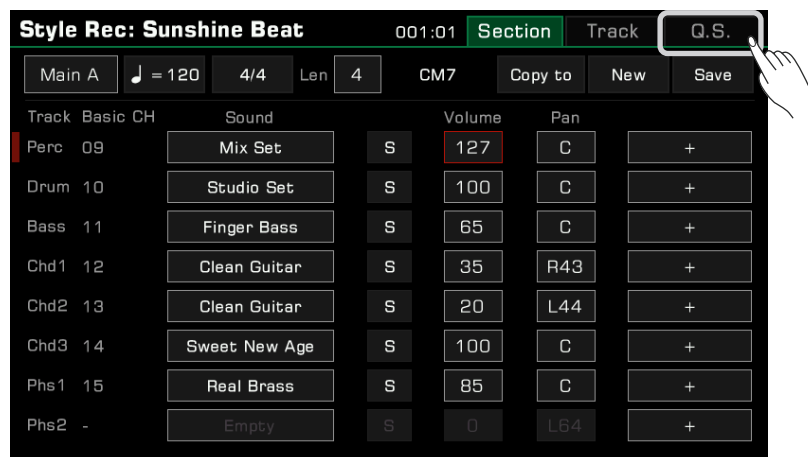 Style Rec: Sunshine Beat 001:01 Section Track Q.S.
Main A ♩ = 120 4/4 Len 4 CM7 Copy to New Save
Track Basic CH Sound Volume Pan
Perc 09 Mix Set S 127 C +
Drum 10 Studio Set S 100 C +
Bass 11 Finger Bass S 65 C +
Chd1 12 Clean Guitar S 35 R43 +
Chd2 13 Clean Guitar S 20 L44 +
Chd3 14 Sweet New Age S 100 C +
Phs1 15 Real Brass S 85 C +
Phs2 - Empty S 0 L64 +